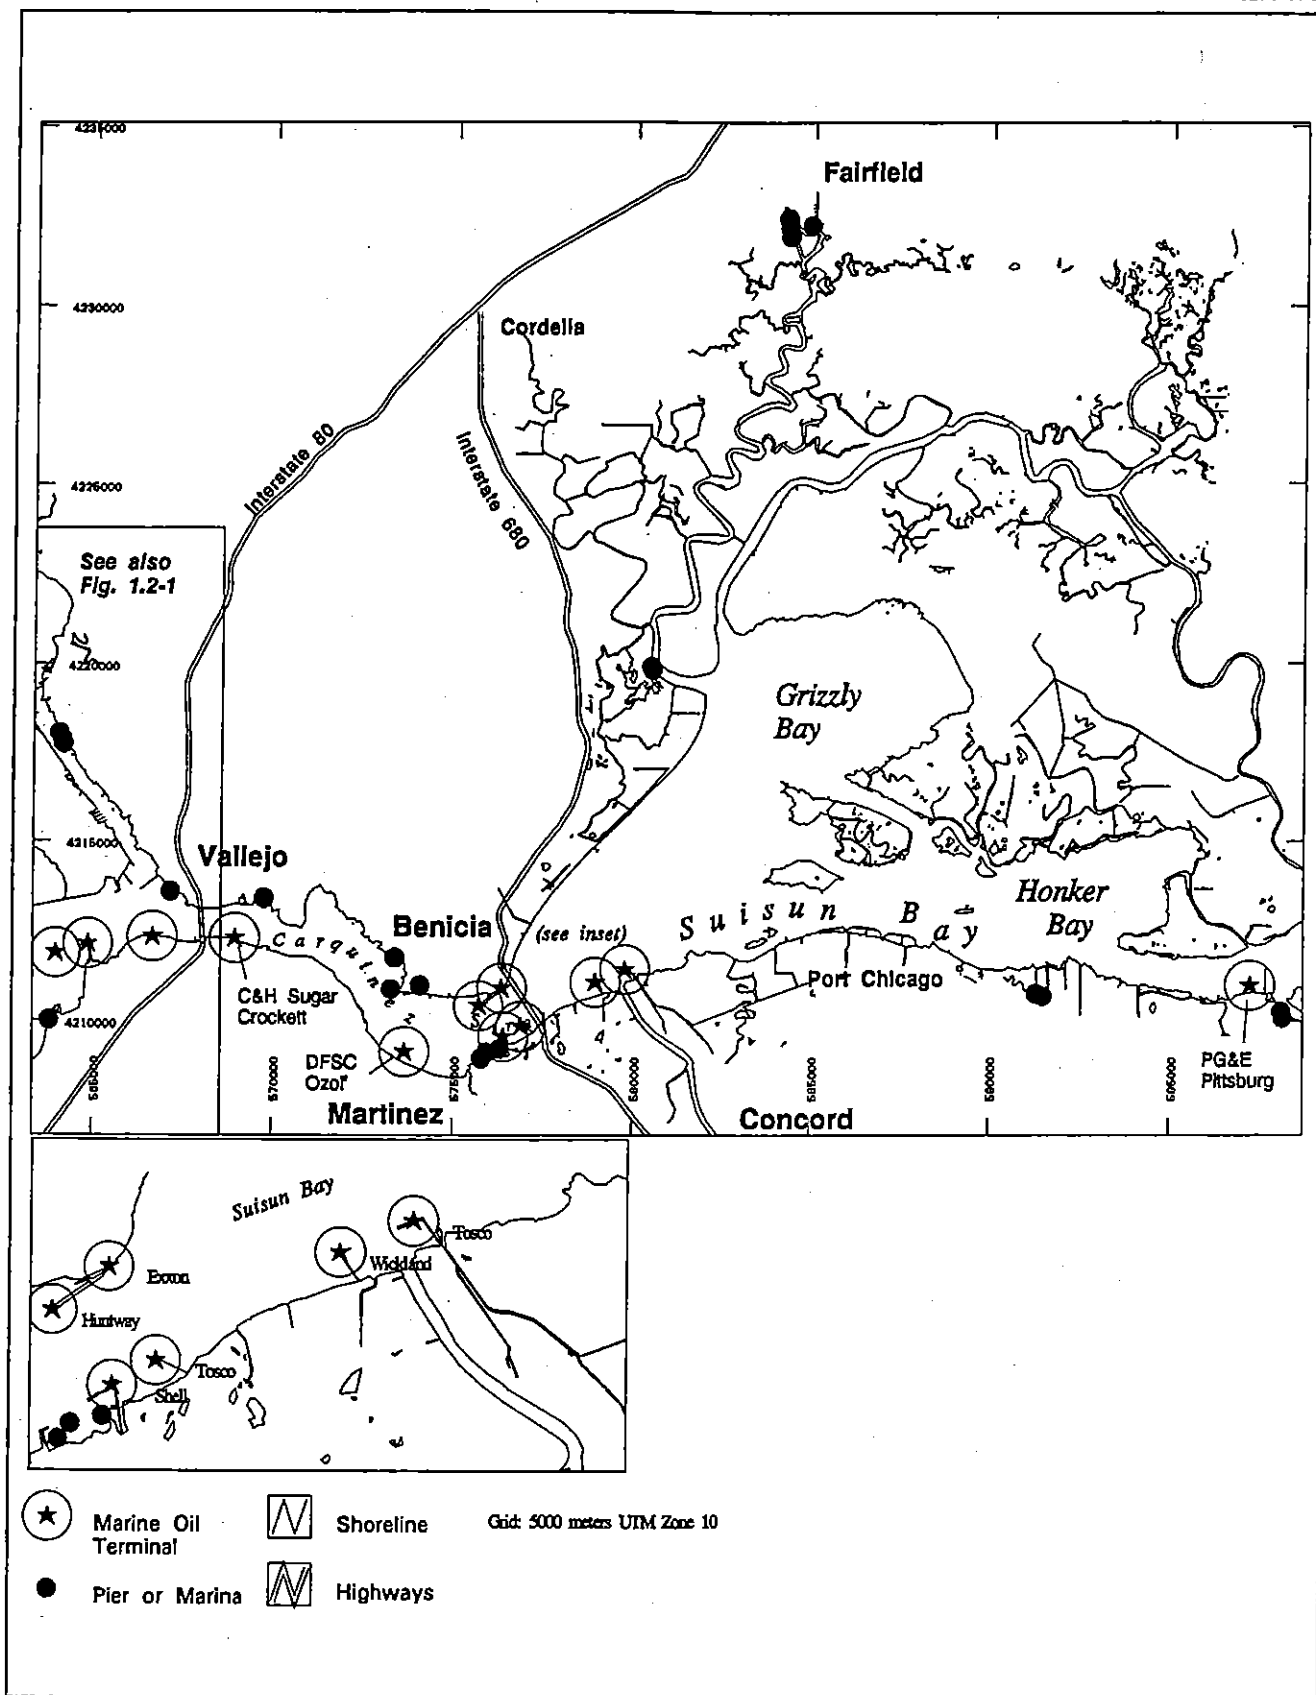 4235000
Fairfield
4230000
Cordelia
Interstate 80
Interstate 680
4225000
See also
Fig. 1.2-1
4220000
Grizzly
Bay
4215000
Vallejo
Honker
Bay
Benicia
(see inset)
Suisun Bay
Carquinez
Port Chicago
C&H Sugar
Crockett
4210000
DFSC
Ozol
PG&E
Pittsburg
565000
570000
575000
580000
585000
590000
595000
Martinez
Concord
Suisun Bay
Tosco
Wickland
Exxon
Huntway
Tosco
Shell
Marine Oil
Terminal
Shoreline
Grid: 5000 meters UTM Zone 10
Pier or Marina
Highways